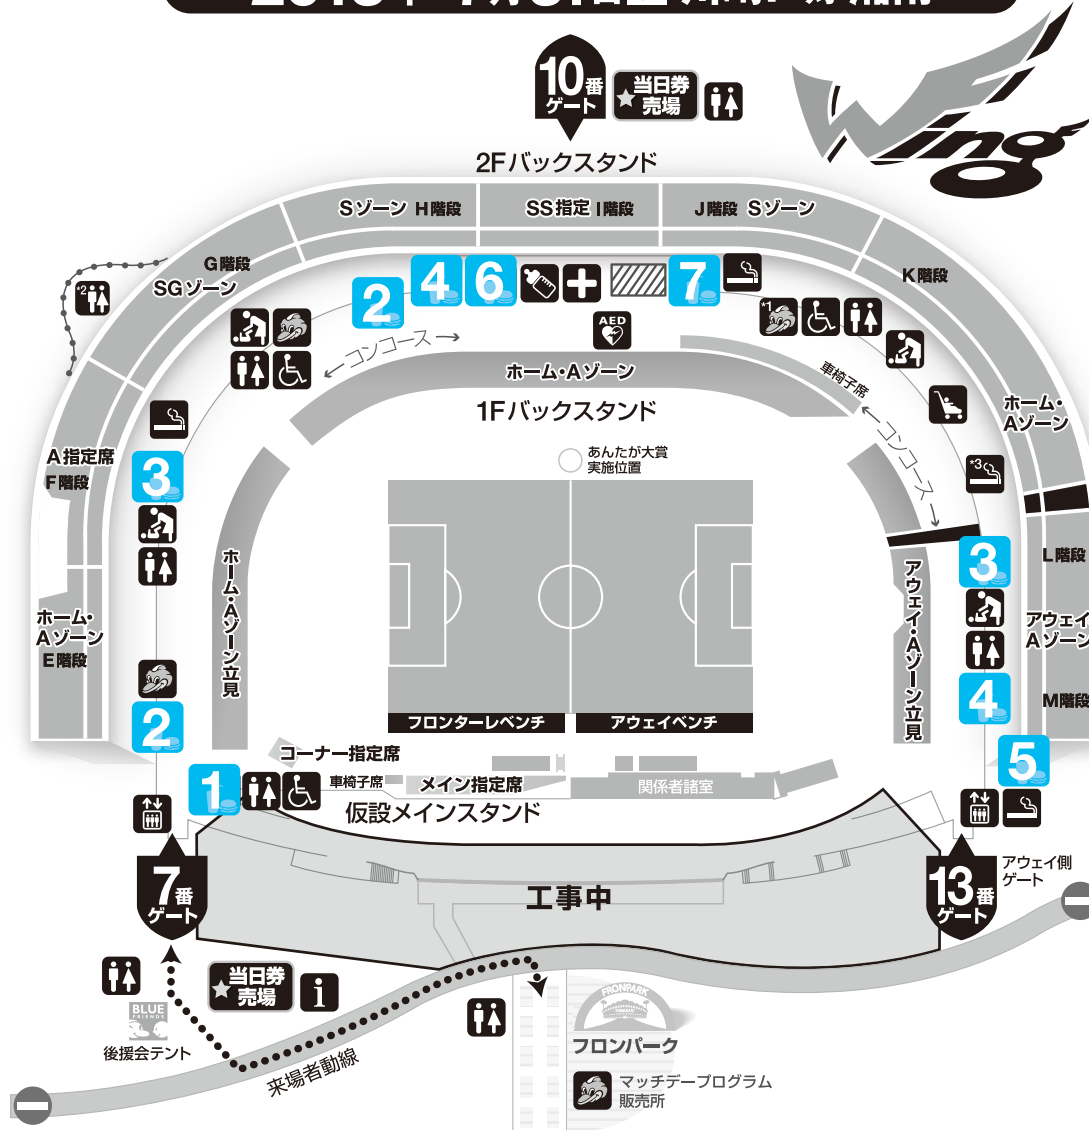 10番
ゲート
当日券
売場
Wing
2Fバックスタンド
Sゾーン H階段
SS指定 I階段
J階段 Sゾーン
G階段
SGゾーン
K階段
*2
2
4
6
7
*1
AED
コンコース
ホーム・Aゾーン
車椅子席
1Fバックスタンド
コンコース
ホーム・
Aゾーン
A指定席
F階段
3
あんたが大賞
実施位置
*3
3
L階段
ホーム・Aゾーン立見
アウェイ・Aゾーン立見
ホーム・
Aゾーン
E階段
アウェイ
Aゾーン
M階段
4
2
フロンターレベンチ
アウェイベンチ
5
コーナー指定席
1
車椅子席
メイン指定席
関係者諸室
仮設メインスタンド
7番
ゲート
工事中
13番
ゲート
アウェイ側
ゲート
当日券
売場
i
BLUE
FRIENDS
後援会テント
来場者動線
FRONPARK
フロンパーク
マッチデープログラム
販売所